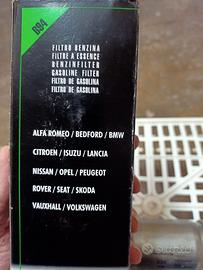 094
FILTRO BENZINA
FILTRE A ESSENCE
BENZINFILTER
GASOLINE FILTER
FILTRO DE GASOLINA
FILTRO DE GASOLINA
ALFA ROMEO / BEDFORD / BMW
CITROEN / ISUZU / LANCIA
NISSAN / OPEL / PEUGEOT
ROVER / SEAT / SKODA
VAUXHALL / VOLKSWAGEN